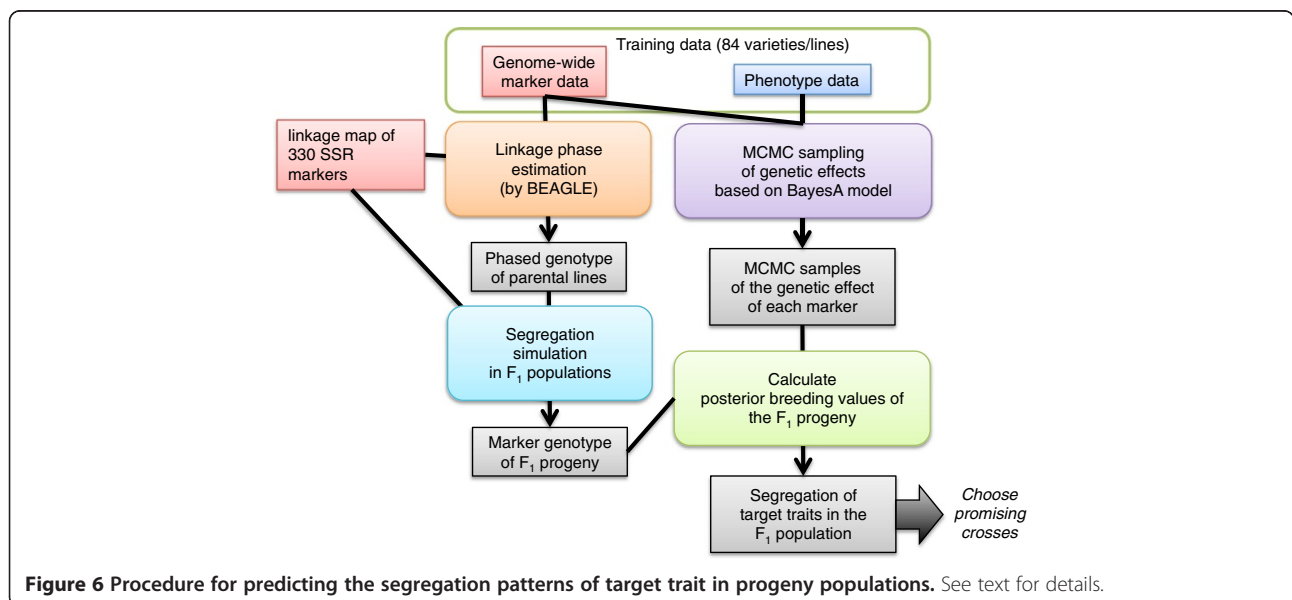 Training data (84 varieties/lines)
Genome-wide
marker data
Phenotype data
linkage map of
330 SSR
markers
Linkage phase
estimation
(by BEAGLE)
MCMC sampling
of genetic effects
based on BayesA model
Phased genotype
of parental lines
MCMC samples
of the genetic effect
of each marker
Segregation
simulation
in F₁ populations
Calculate
posterior breeding values of
the F₁ progeny
Marker genotype
of F₁ progeny
Segregation of
target traits in the
F₁ population
Choose
promising
crosses
Figure 6 Procedure for predicting the segregation patterns of target trait in progeny populations. See text for details.